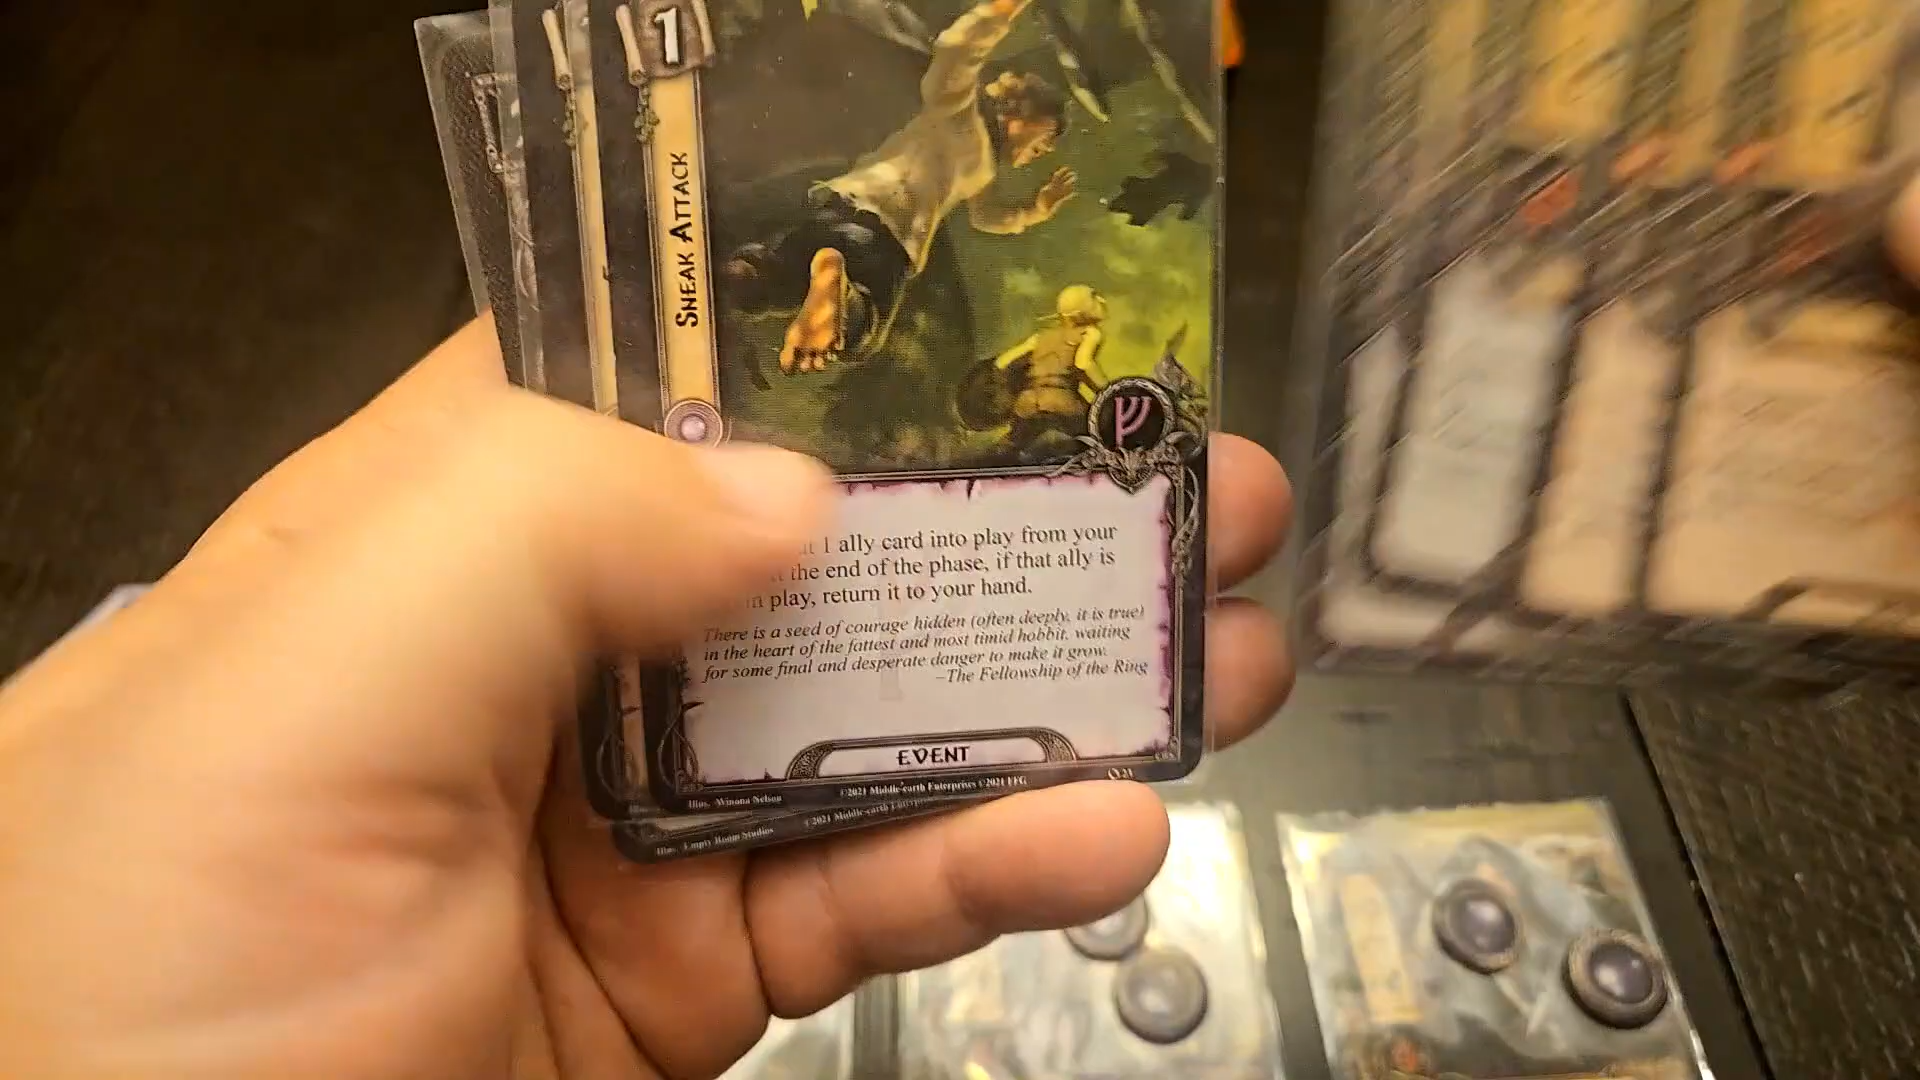 1
SNEAK ATTACK
1 ally card into play from your
the end of the phase, if that ally is
play, return it to your hand.
There is a seed of courage hidden (often deeply, it is true)
in the heart of the fattest and most timid hobbit, waiting
for some final and desperate danger to make it grow.
–The Fellowship of the Ring
EVENT
Illus. Winona Nelson
©2021 Middle-earth Enterprises ©2021 FFG
21
Illus. Empty Room Studios
©2021 Middle-earth